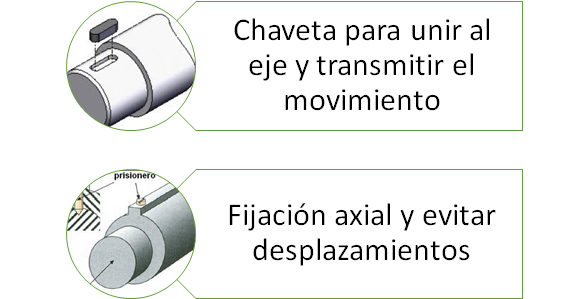 Chaveta para unir al
eje y transmitir el
movimiento
prisionero
Fijación axial y evitar
desplazamientos